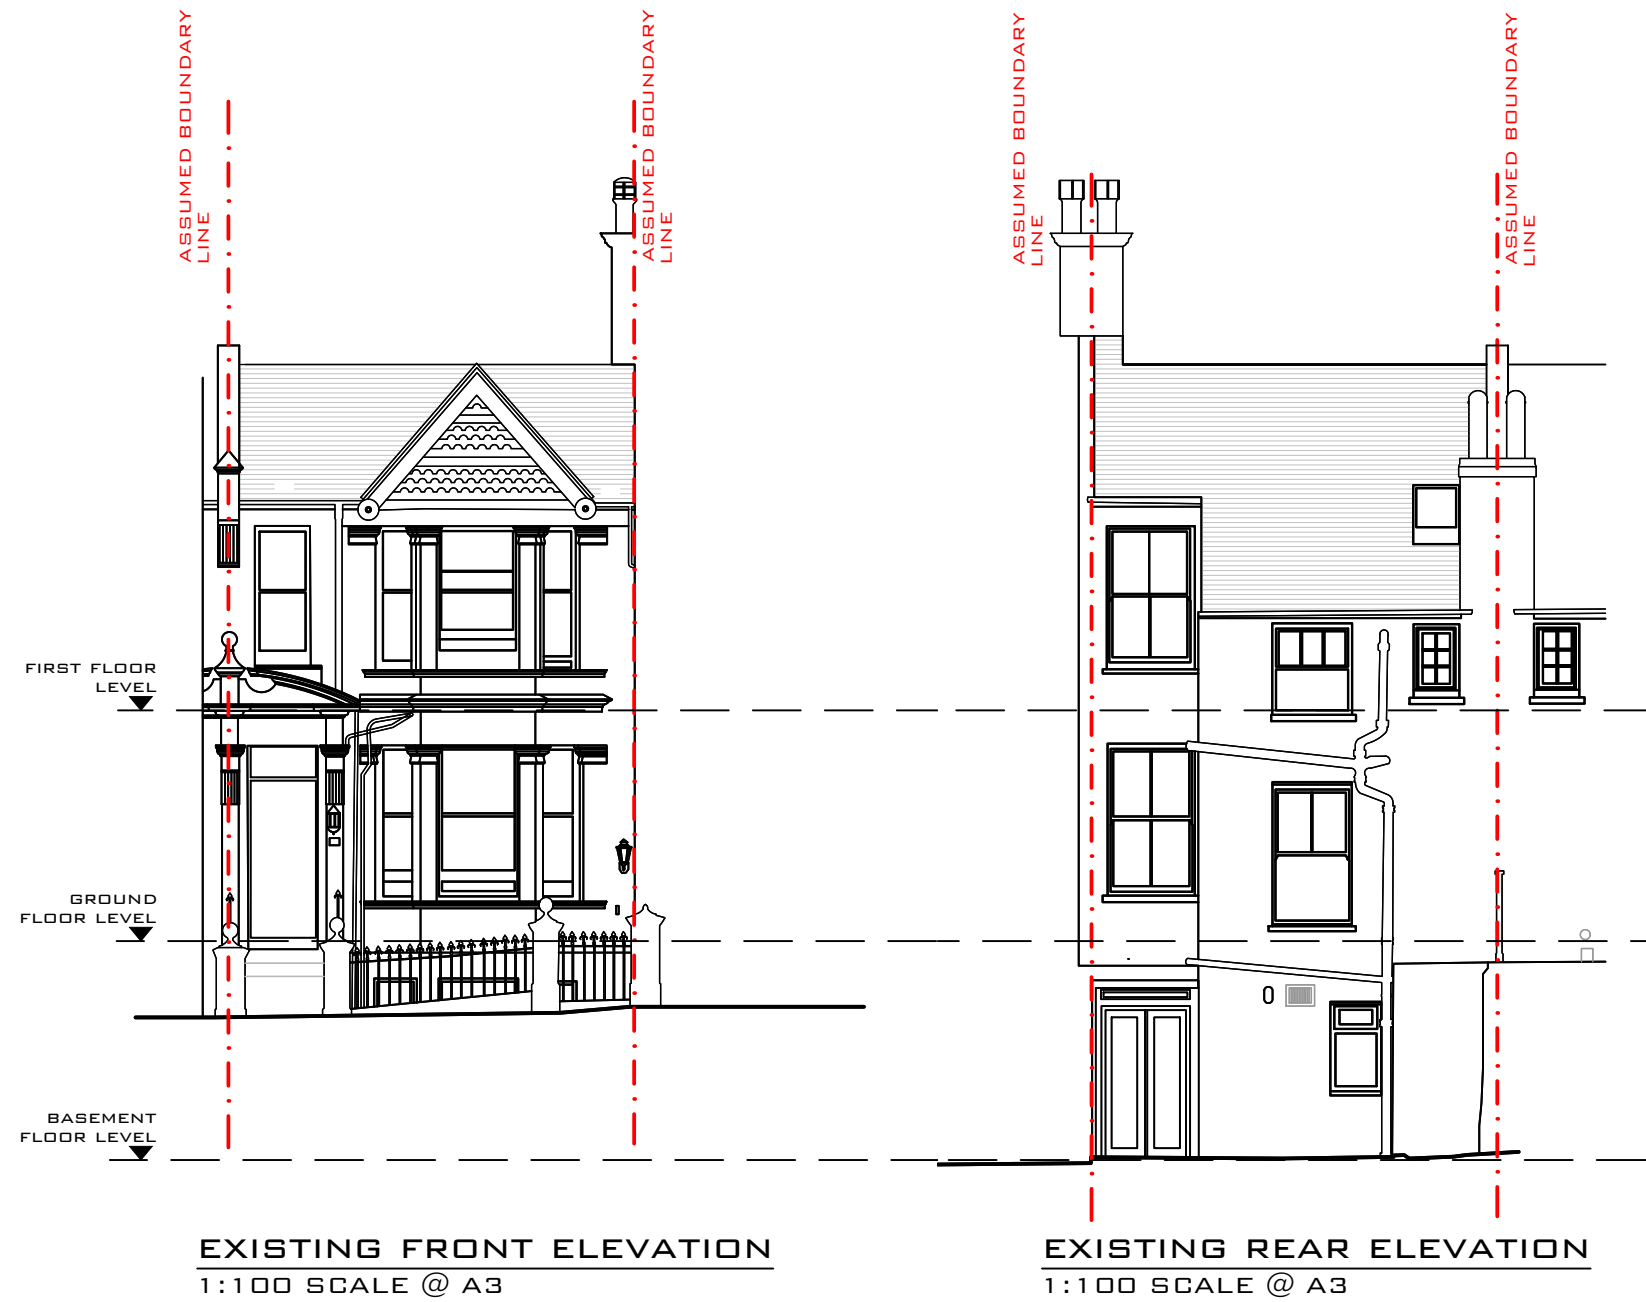 ASSUMED BOUNDARY
LINE
ASSUMED BOUNDARY
LINE
ASSUMED BOUNDARY
LINE
ASSUMED BOUNDARY
LINE
FIRST FLOOR
LEVEL
GROUND
FLOOR LEVEL
BASEMENT
FLOOR LEVEL
EXISTING FRONT ELEVATION
1:100 SCALE @ A3
EXISTING REAR ELEVATION
1:100 SCALE @ A3